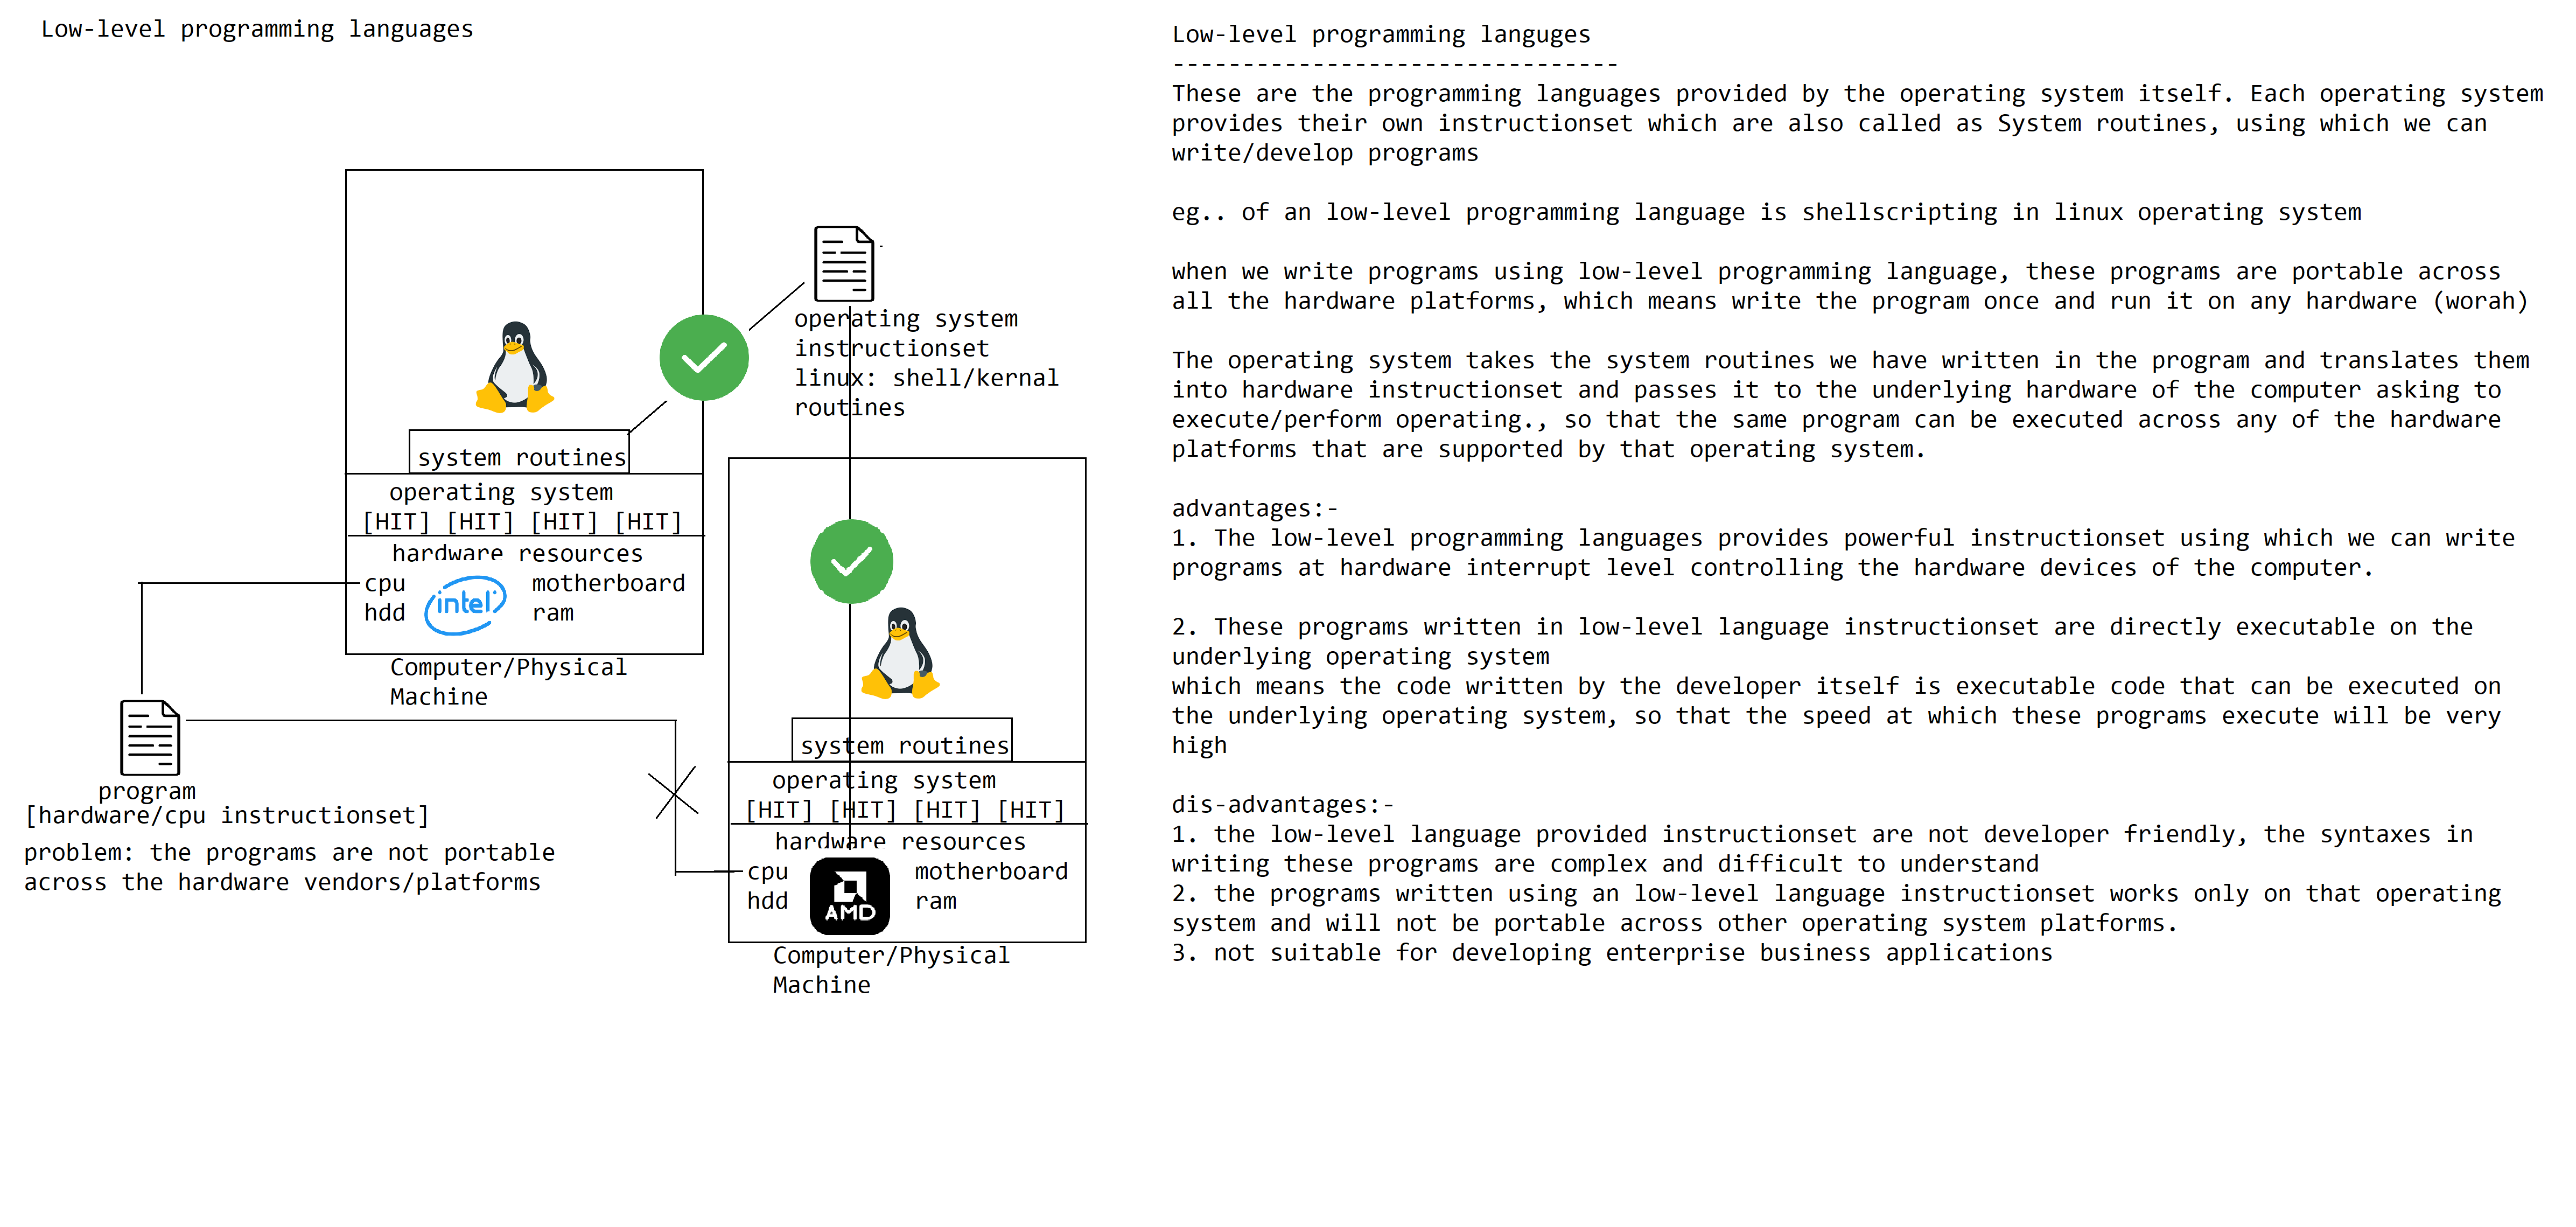 Low-level programming languages
operating system
instructionset
linux: shell/kernal
routines
system routines
operating system
[HIT] [HIT] [HIT] [HIT]
hardware resources
cpu
motherboard
hdd
intel
ram
Computer/Physical
Machine
program
[hardware/cpu instructionset]
problem: the programs are not portable
across the hardware vendors/platforms
system routines
operating system
[HIT] [HIT] [HIT] [HIT]
hardware resources
cpu
motherboard
hdd
AMD
ram
Computer/Physical
Machine
Low-level programming languges
--------------------------------
These are the programming languages provided by the operating system itself. Each operating system
provides their own instructionset which are also called as System routines, using which we can
write/develop programs
eg.. of an low-level programming language is shellscripting in linux operating system
when we write programs using low-level programming language, these programs are portable across
all the hardware platforms, which means write the program once and run it on any hardware (worah)
The operating system takes the system routines we have written in the program and translates them
into hardware instructionset and passes it to the underlying hardware of the computer asking to
execute/perform operating., so that the same program can be executed across any of the hardware
platforms that are supported by that operating system.
advantages:-
1. The low-level programming languages provides powerful instructionset using which we can write
programs at hardware interrupt level controlling the hardware devices of the computer.
2. These programs written in low-level language instructionset are directly executable on the
underlying operating system
which means the code written by the developer itself is executable code that can be executed on
the underlying operating system, so that the speed at which these programs execute will be very
high
dis-advantages:-
1. the low-level language provided instructionset are not developer friendly, the syntaxes in
writing these programs are complex and difficult to understand
2. the programs written using an low-level language instructionset works only on that operating
system and will not be portable across other operating system platforms.
3. not suitable for developing enterprise business applications